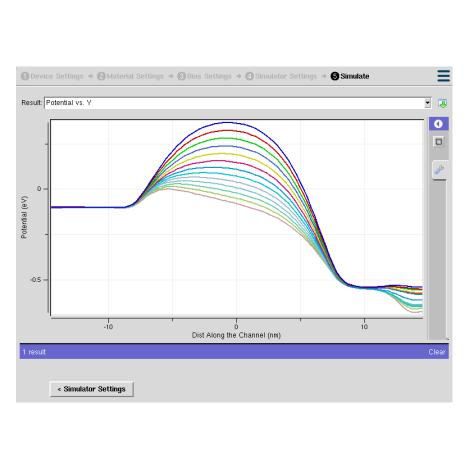 1 Device Settings → 2 Material Settings → 3 Bias Settings → 4 Simulator Settings → 5 Simulate
Result: Potential vs. Y
Potential (eV)
0
-0.5
-10
0
10
Dist Along the Channel (nm)
1 result
Clear
< Simulator Settings